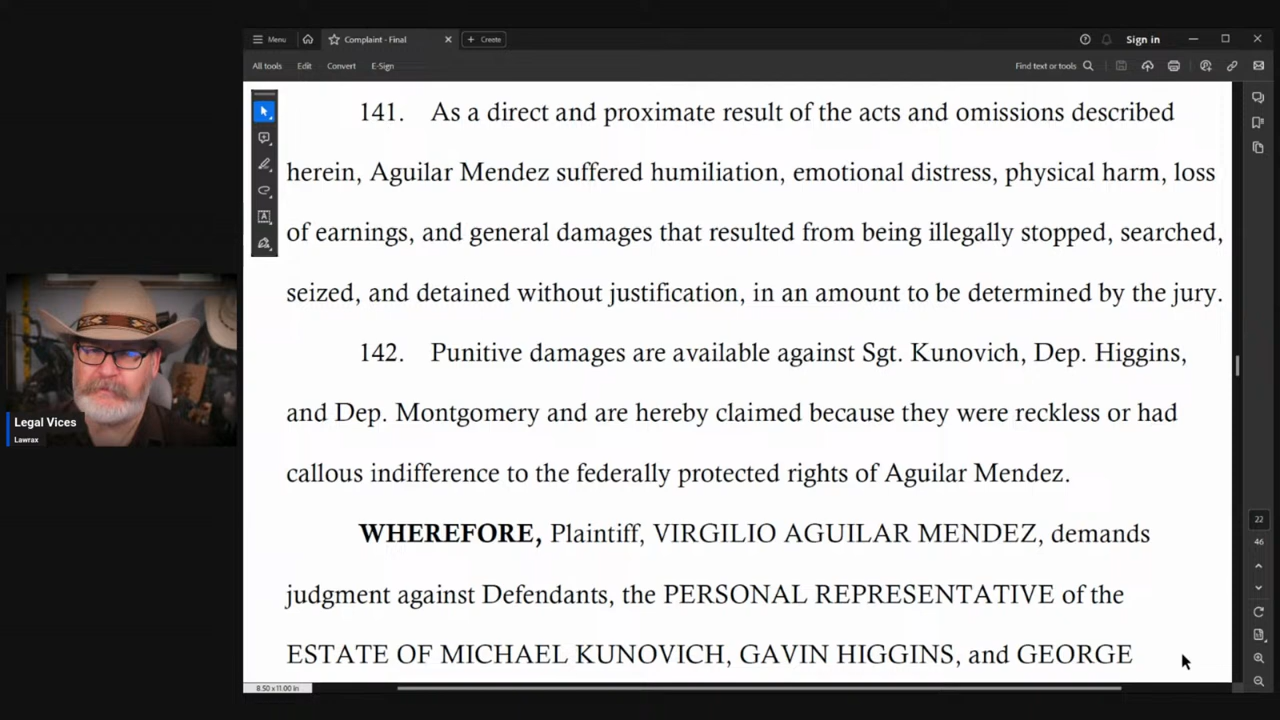 Menu
Complaint - Final
Create
Sign in
All tools
Edit
Convert
E-Sign
Find text or tools
141. As a direct and proximate result of the acts and omissions described
herein, Aguilar Mendez suffered humiliation, emotional distress, physical harm, loss
of earnings, and general damages that resulted from being illegally stopped, searched,
seized, and detained without justification, in an amount to be determined by the jury.
142. Punitive damages are available against Sgt. Kunovich, Dep. Higgins,
and Dep. Montgomery and are hereby claimed because they were reckless or had
callous indifference to the federally protected rights of Aguilar Mendez.
WHEREFORE, Plaintiff, VIRGILIO AGUILAR MENDEZ, demands
judgment against Defendants, the PERSONAL REPRESENTATIVE of the
ESTATE OF MICHAEL KUNOVICH, GAVIN HIGGINS, and GEORGE
Legal Vices
Lawrax
22
46
8.50 x 11.00 in